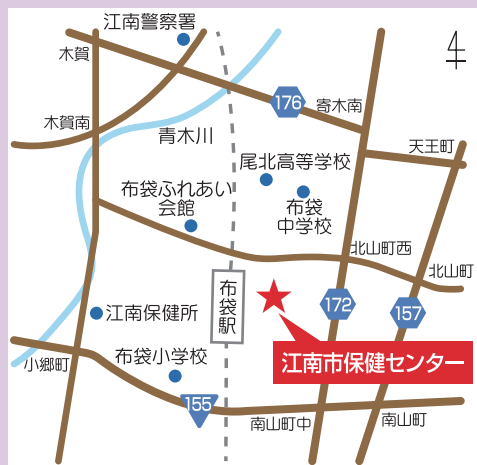 江南警察署
木賀
4
176
寄木南
木賀南
青木川
天王町
尾北高等学校
布袋ふれあい
会館
布袋
中学校
北山町西
北山町
布袋駅
172
157
江南保健所
江南市保健センター
小郷町
布袋小学校
155
南山町中
南山町